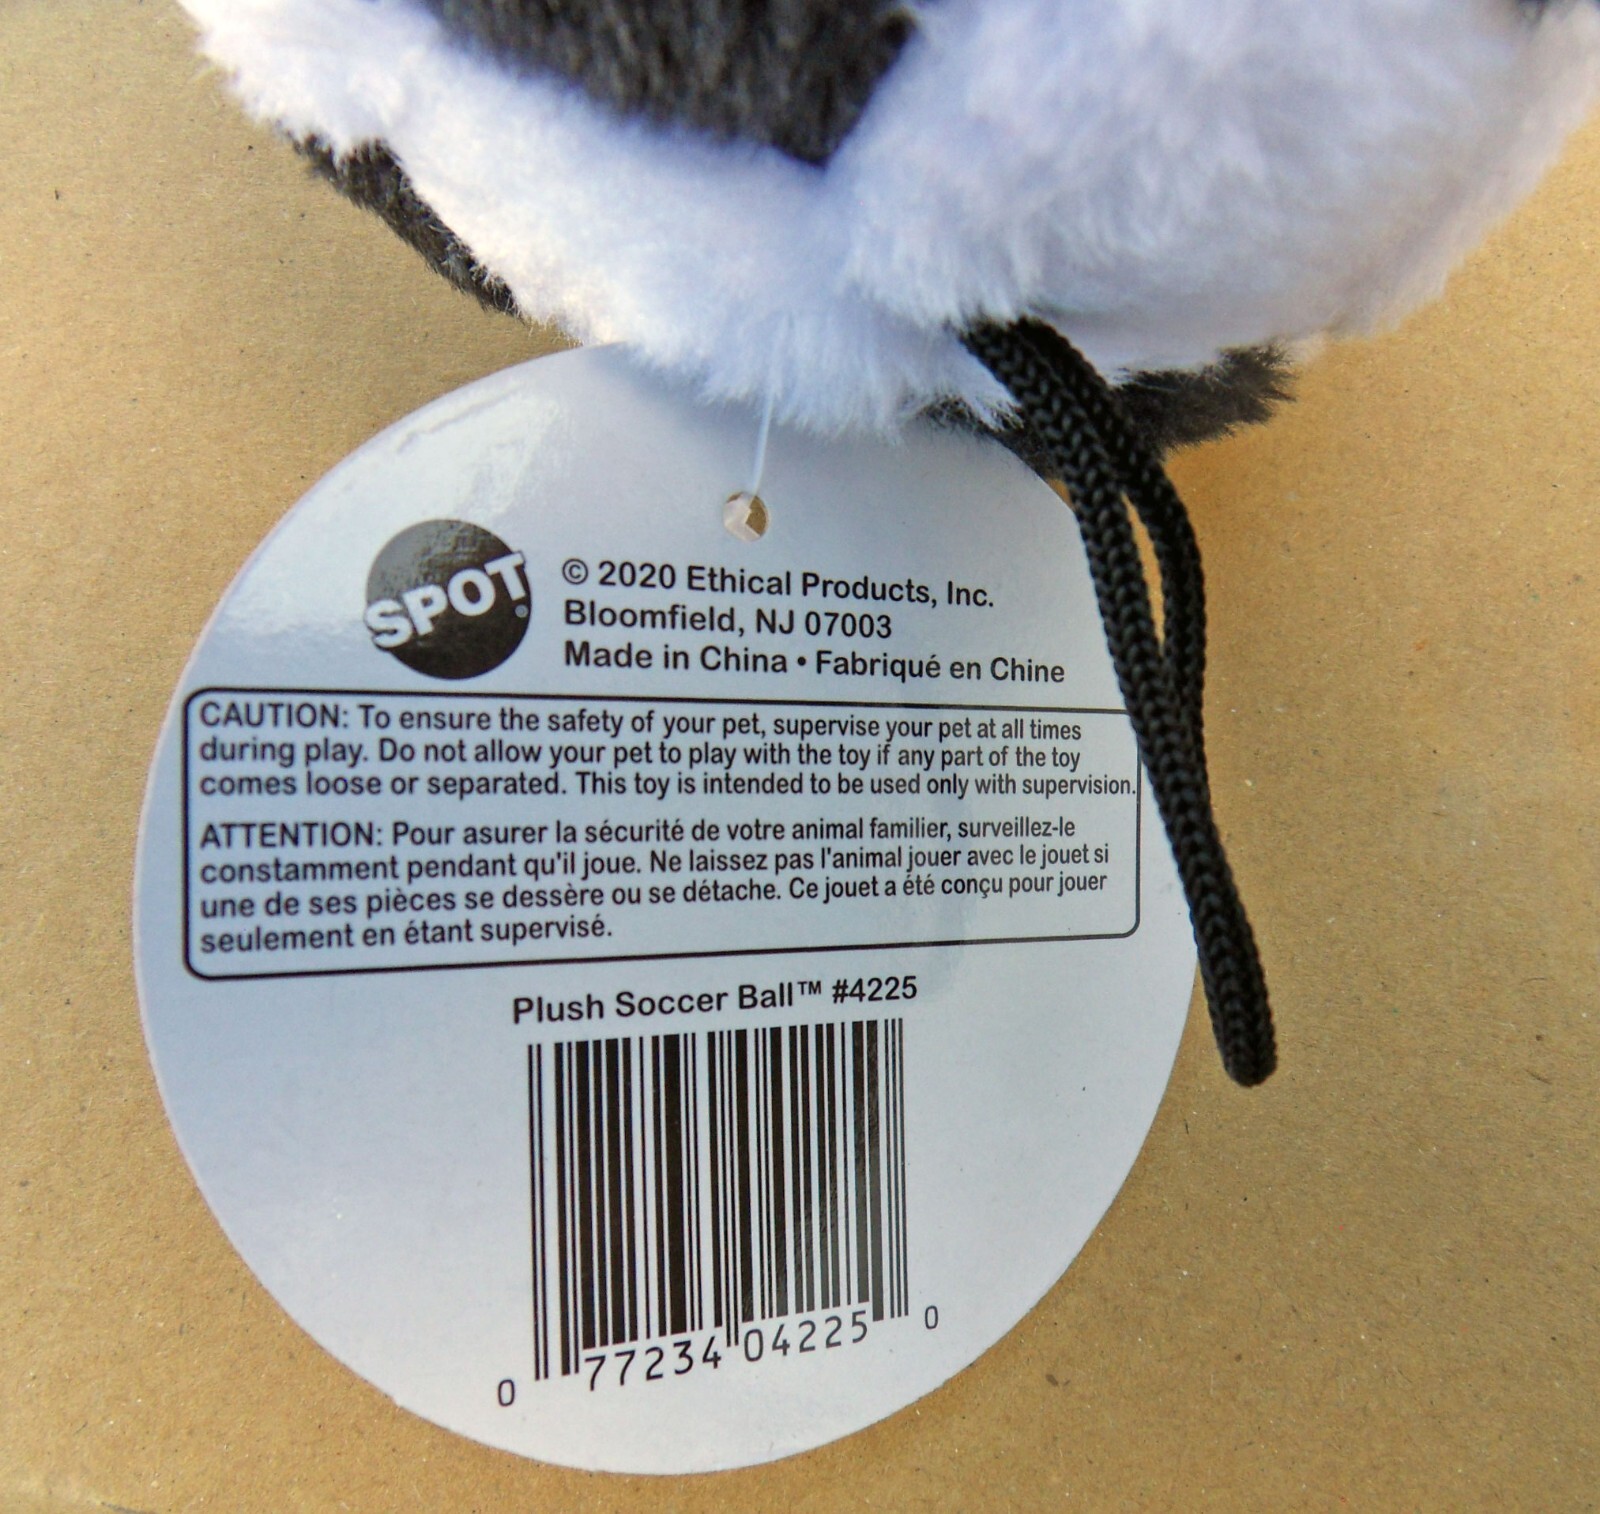 SPOT®
© 2020 Ethical Products, Inc.
Bloomfield, NJ 07003
Made in China • Fabriqué en Chine
CAUTION: To ensure the safety of your pet, supervise your pet at all times
during play. Do not allow your pet to play with the toy if any part of the toy
comes loose or separated. This toy is intended to be used only with supervision.
ATTENTION: Pour asurer la sécurité de votre animal familier, surveillez-le
constamment pendant qu'il joue. Ne laissez pas l'animal jouer avec le jouet si
une de ses pièces se dessère ou se détache. Ce jouet a été conçu pour jouer
seulement en étant supervisé.
Plush Soccer Ball™ #4225
0 77234 04225 0